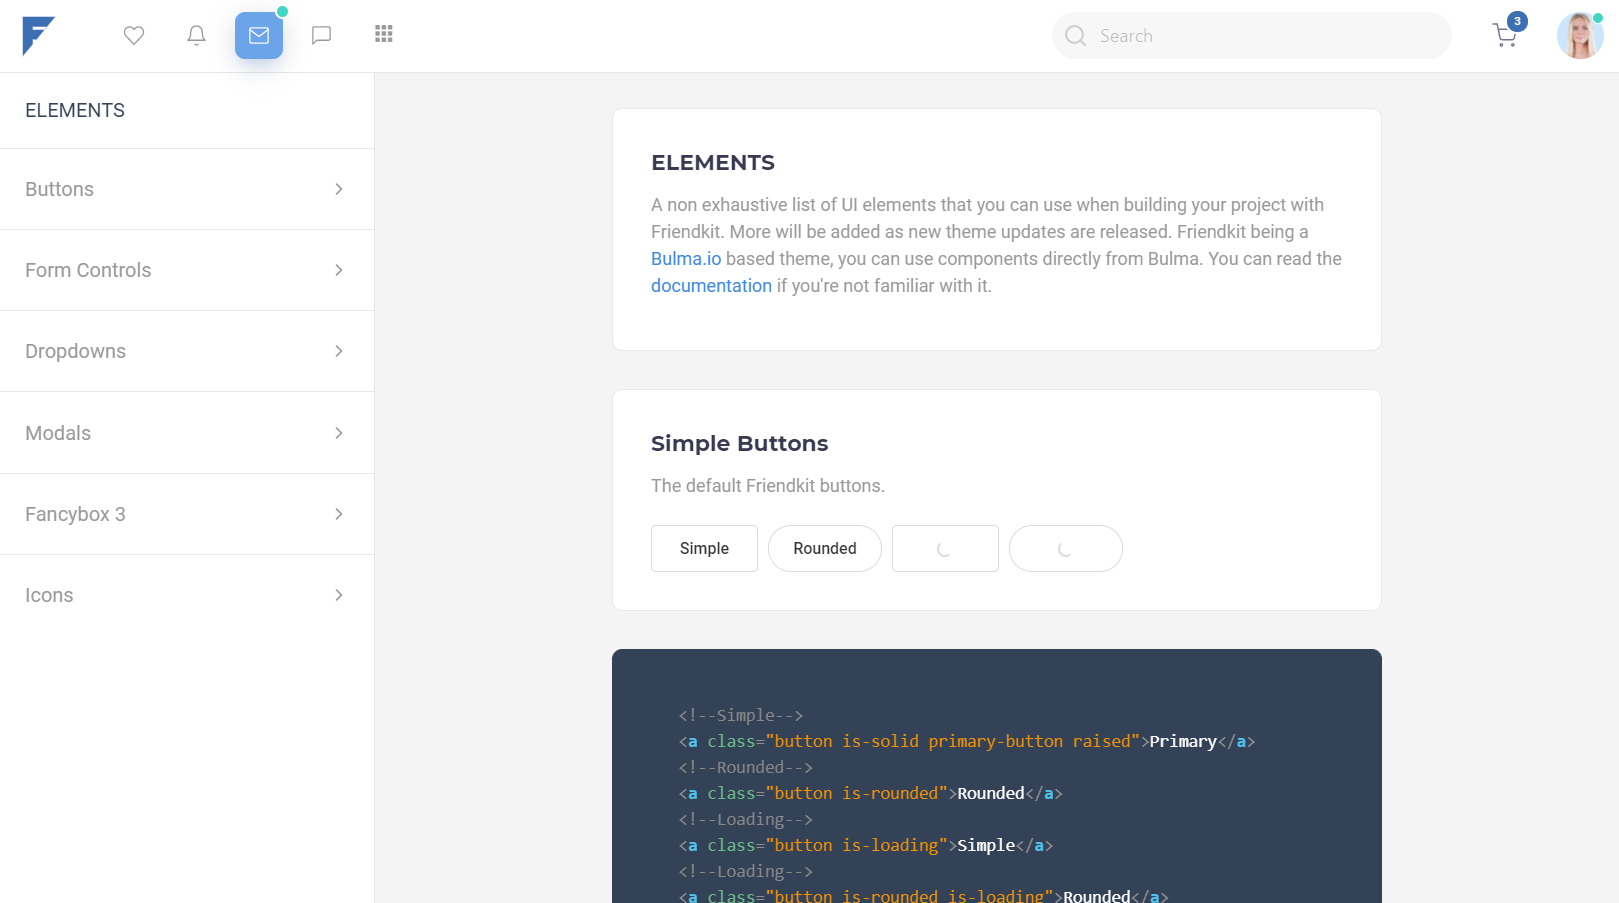 Search
3
ELEMENTS
Buttons
Form Controls
Dropdowns
Modals
Fancybox 3
Icons
ELEMENTS
A non exhaustive list of UI elements that you can use when building your project with
Friendkit. More will be added as new theme updates are released. Friendkit being a
Bulma.io based theme, you can use components directly from Bulma. You can read the
documentation if you're not familiar with it.
Simple Buttons
The default Friendkit buttons.
Simple
Rounded
<!--Simple-->
<a class="button is-solid primary-button raised">Primary</a>
<!--Rounded-->
<a class="button is-rounded">Rounded</a>
<!--Loading-->
<a class="button is-loading">Simple</a>
<!--Loading-->
<a class="button is-rounded is-loading">Rounded</a>